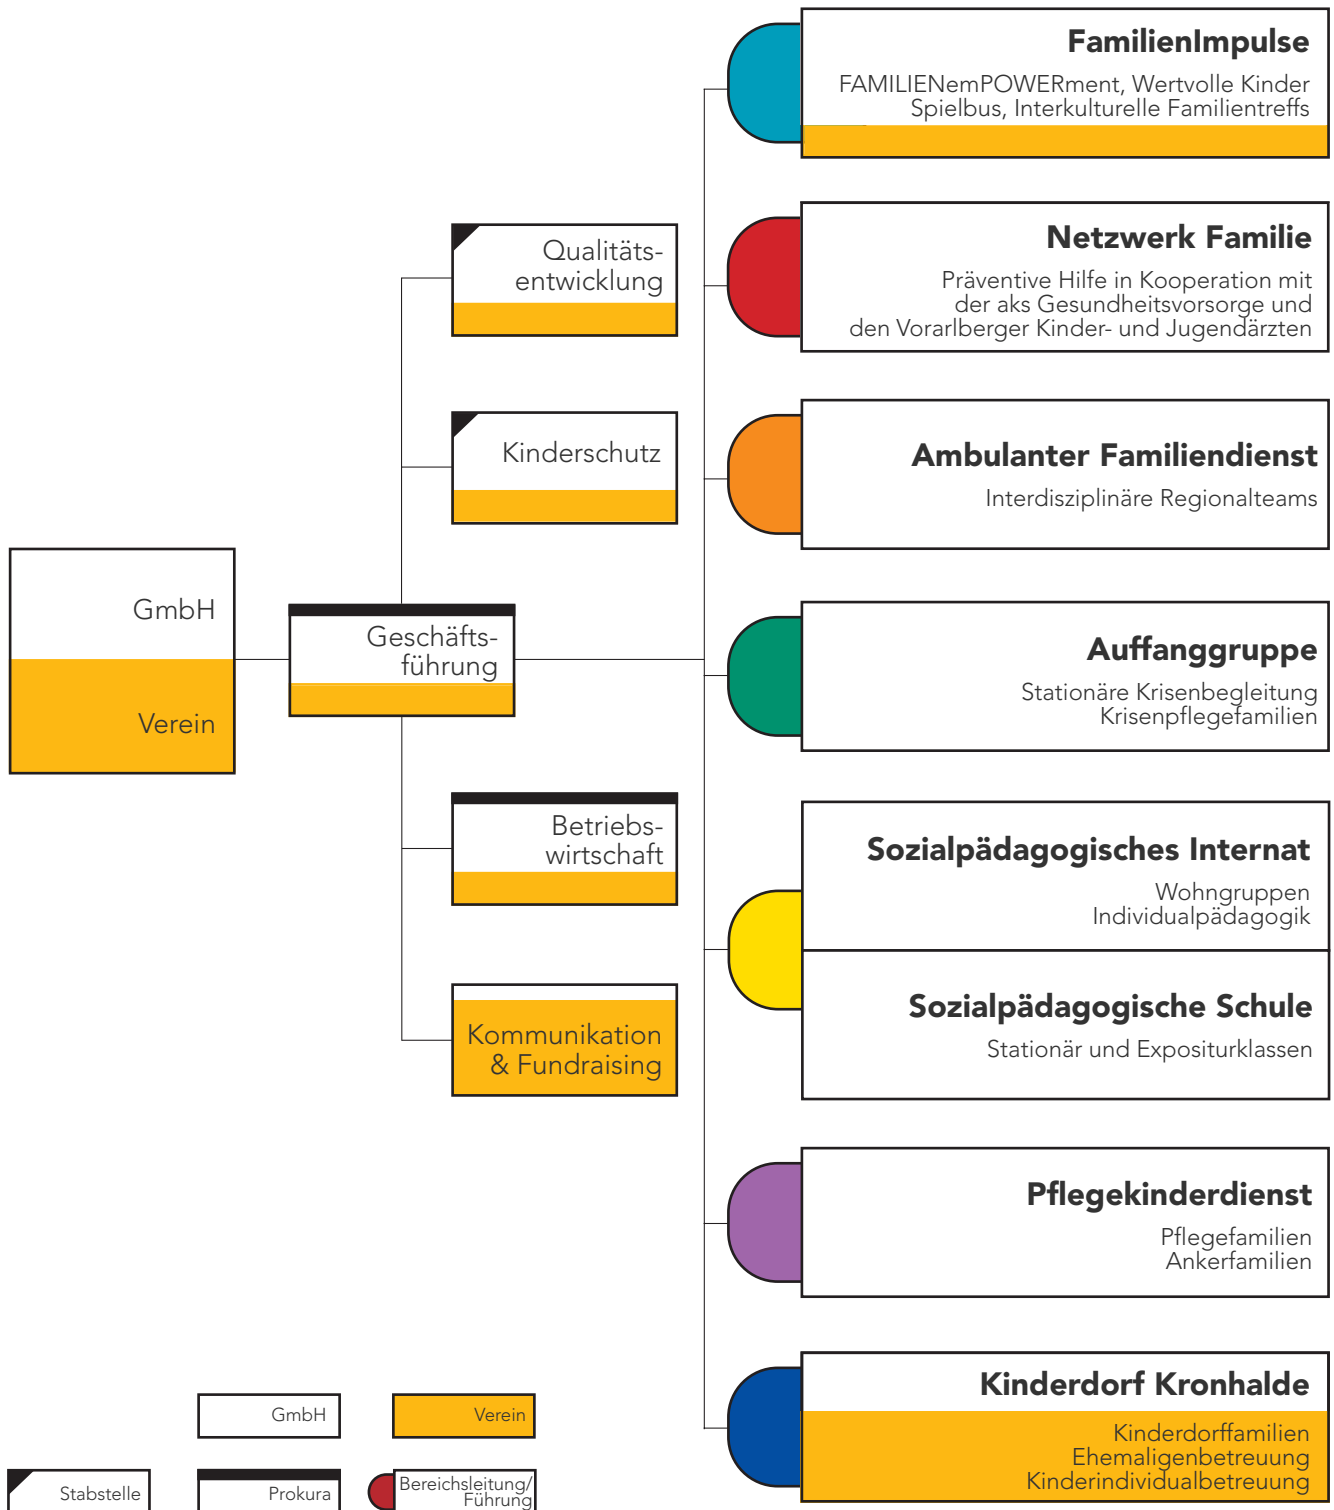 GmbH
Verein
Geschäfts-
führung
Qualitäts-
entwicklung
Kinderschutz
Betriebs-
wirtschaft
Kommunikation
& Fundraising
FamilienImpulse
FAMILIENemPOWERment, Wertvolle Kinder
Spielbus, Interkulturelle Familientreffs
Netzwerk Familie
Präventive Hilfe in Kooperation mit
der aks Gesundheitsvorsorge und
den Vorarlberger Kinder- und Jugendärzten
Ambulanter Familiendienst
Interdisziplinäre Regionalteams
Auffanggruppe
Stationäre Krisenbegleitung
Krisenpflegefamilien
Sozialpädagogisches Internat
Wohngruppen
Individualpädagogik
Sozialpädagogische Schule
Stationär und Expositurklassen
Pflegekinderdienst
Pflegefamilien
Ankerfamilien
Kinderdorf Kronhalde
Kinderdorffamilien
Ehemaligenbetreuung
Kinderindividualbetreuung
GmbH
Verein
Stabstelle
Prokura
Bereichsleitung/
Führung